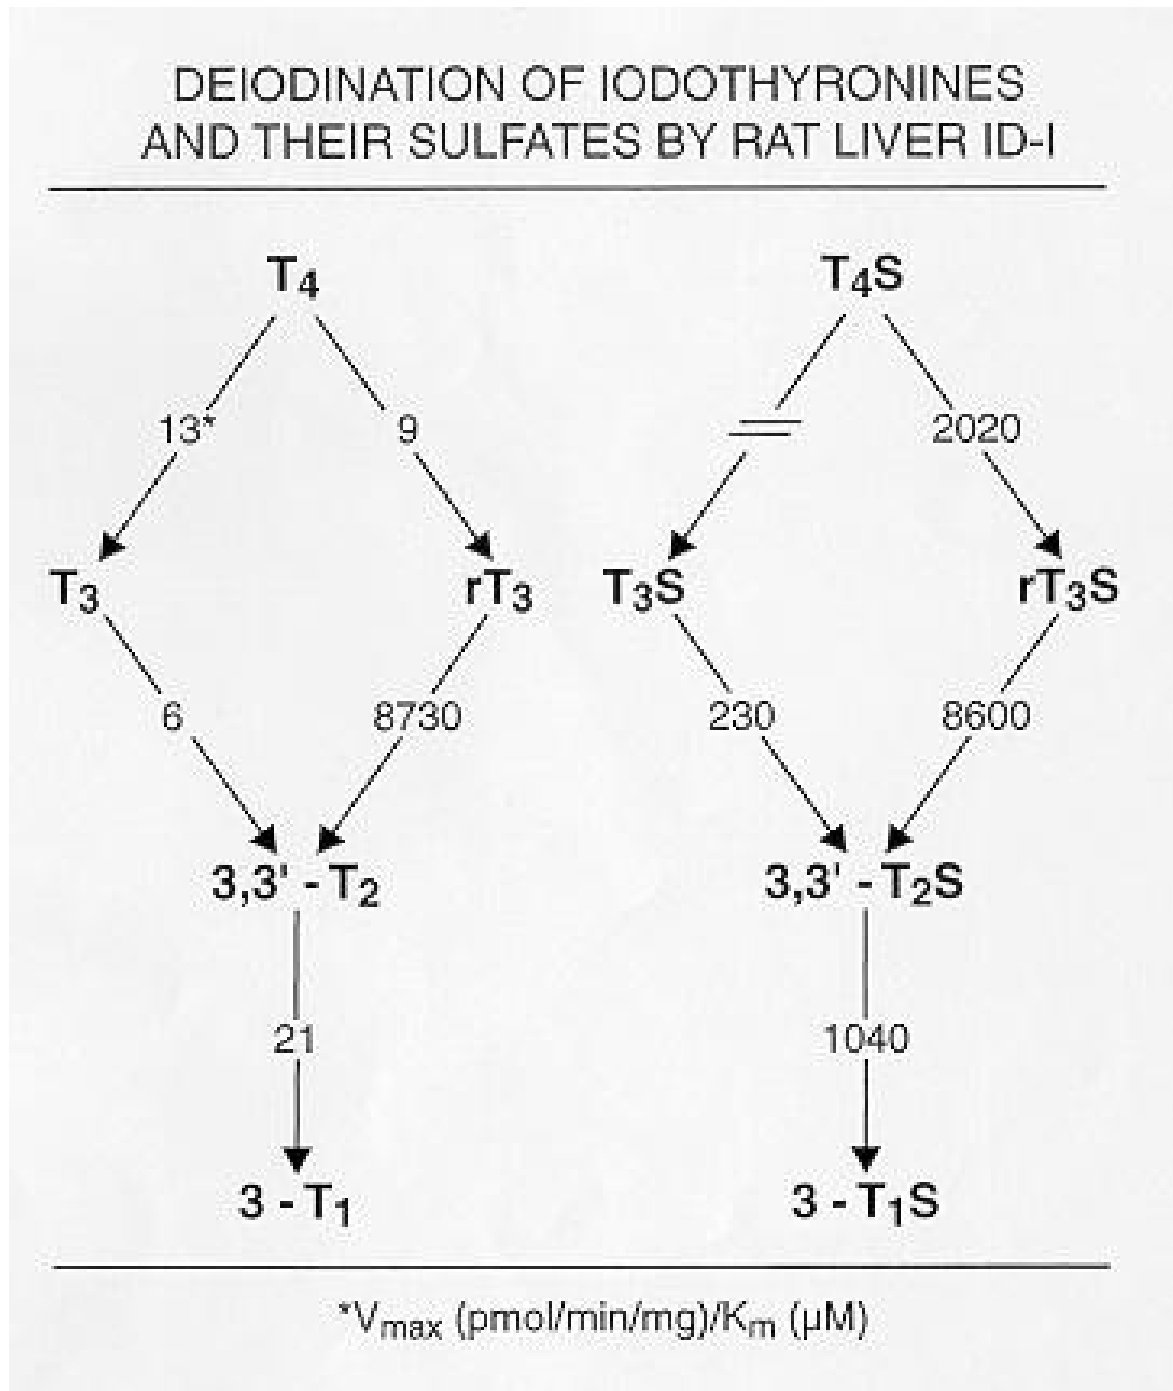 DEIODINATION OF IODOTHYRONINES
AND THEIR SULFATES BY RAT LIVER ID-I
T4 T4S
13* 9 2020
T3 rT3 T3S rT3S
6 8730 230 8600
3,3' - T2 3,3' - T2S
21 1040
3 - T1 3 - T1S
*Vmax (pmol/min/mg)/Km (µM)